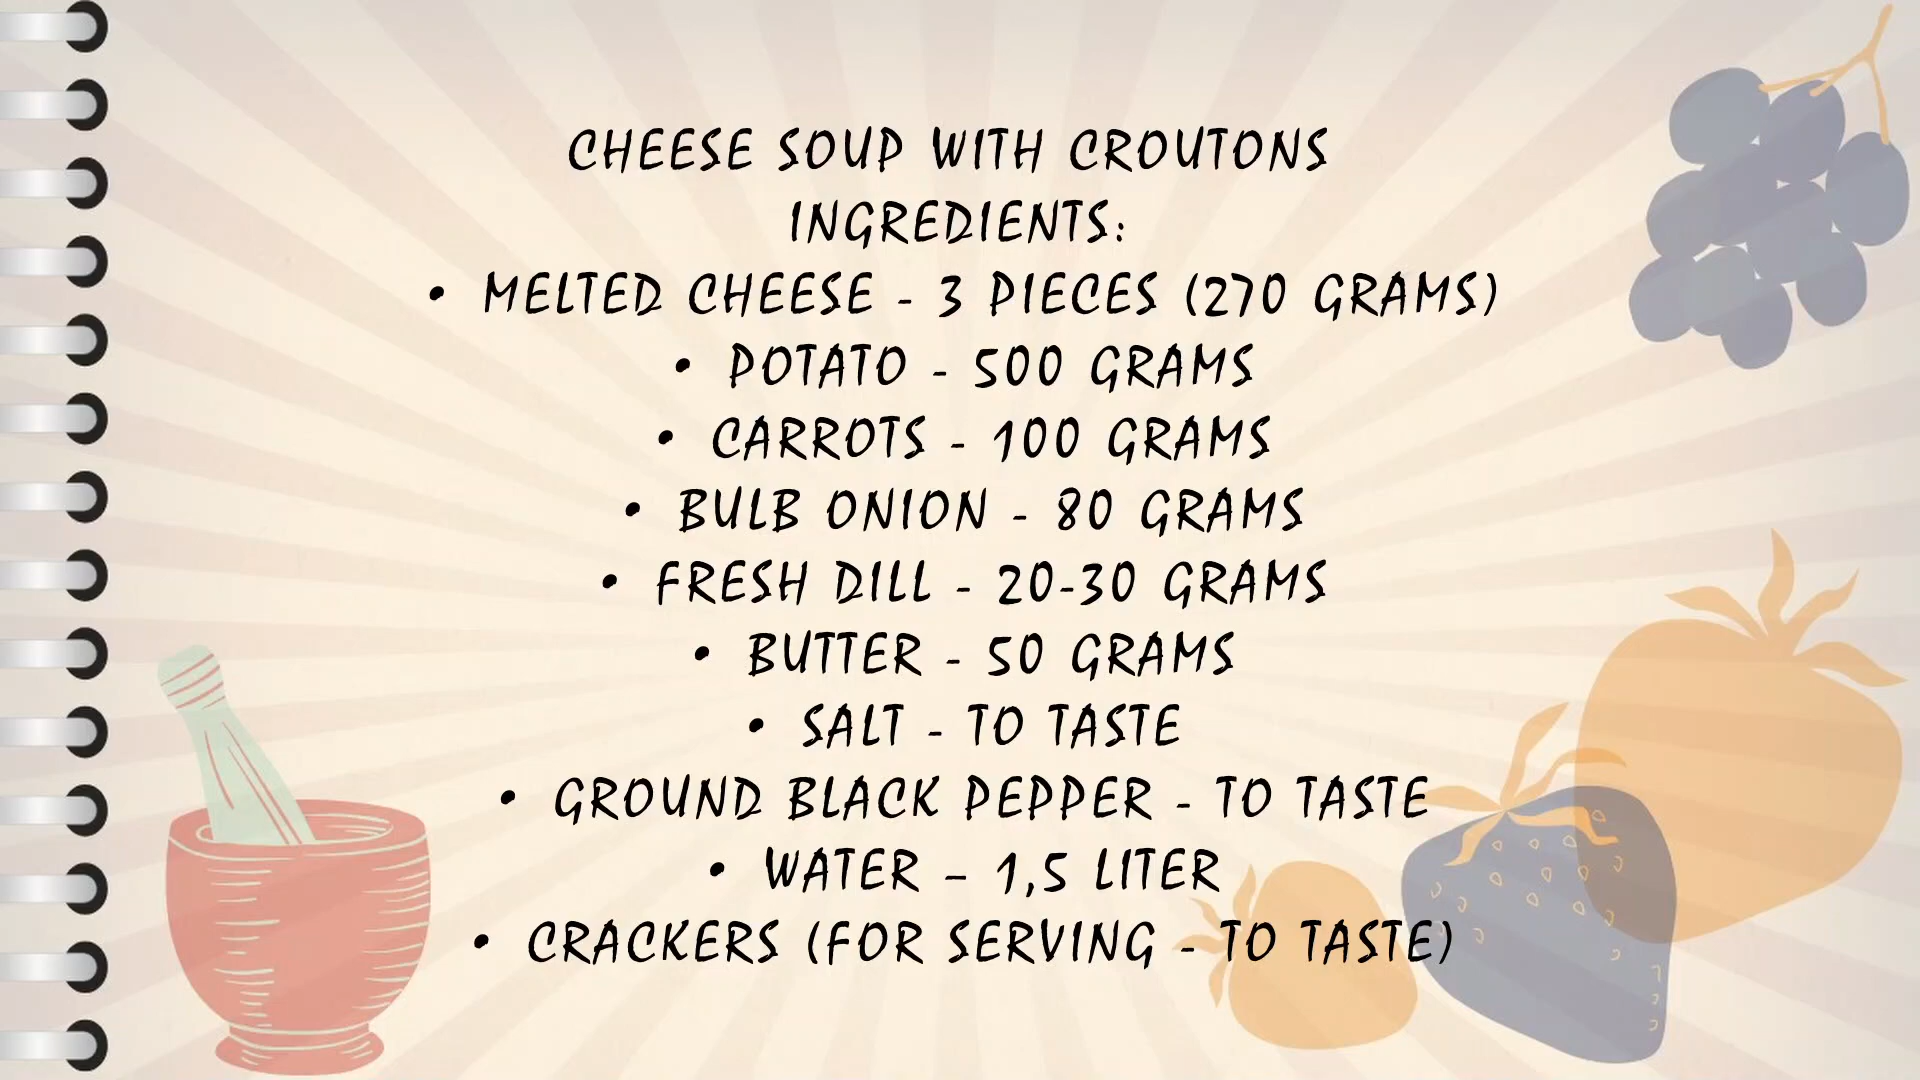 CHEESE SOUP WITH CROUTONS
INGREDIENTS:
• MELTED CHEESE - 3 PIECES (270 GRAMS)
• POTATO - 500 GRAMS
• CARROTS - 100 GRAMS
• BULB ONION - 80 GRAMS
• FRESH DILL - 20-30 GRAMS
• BUTTER - 50 GRAMS
• SALT - TO TASTE
• GROUND BLACK PEPPER - TO TASTE
• WATER – 1,5 LITER
• CRACKERS (FOR SERVING - TO TASTE)